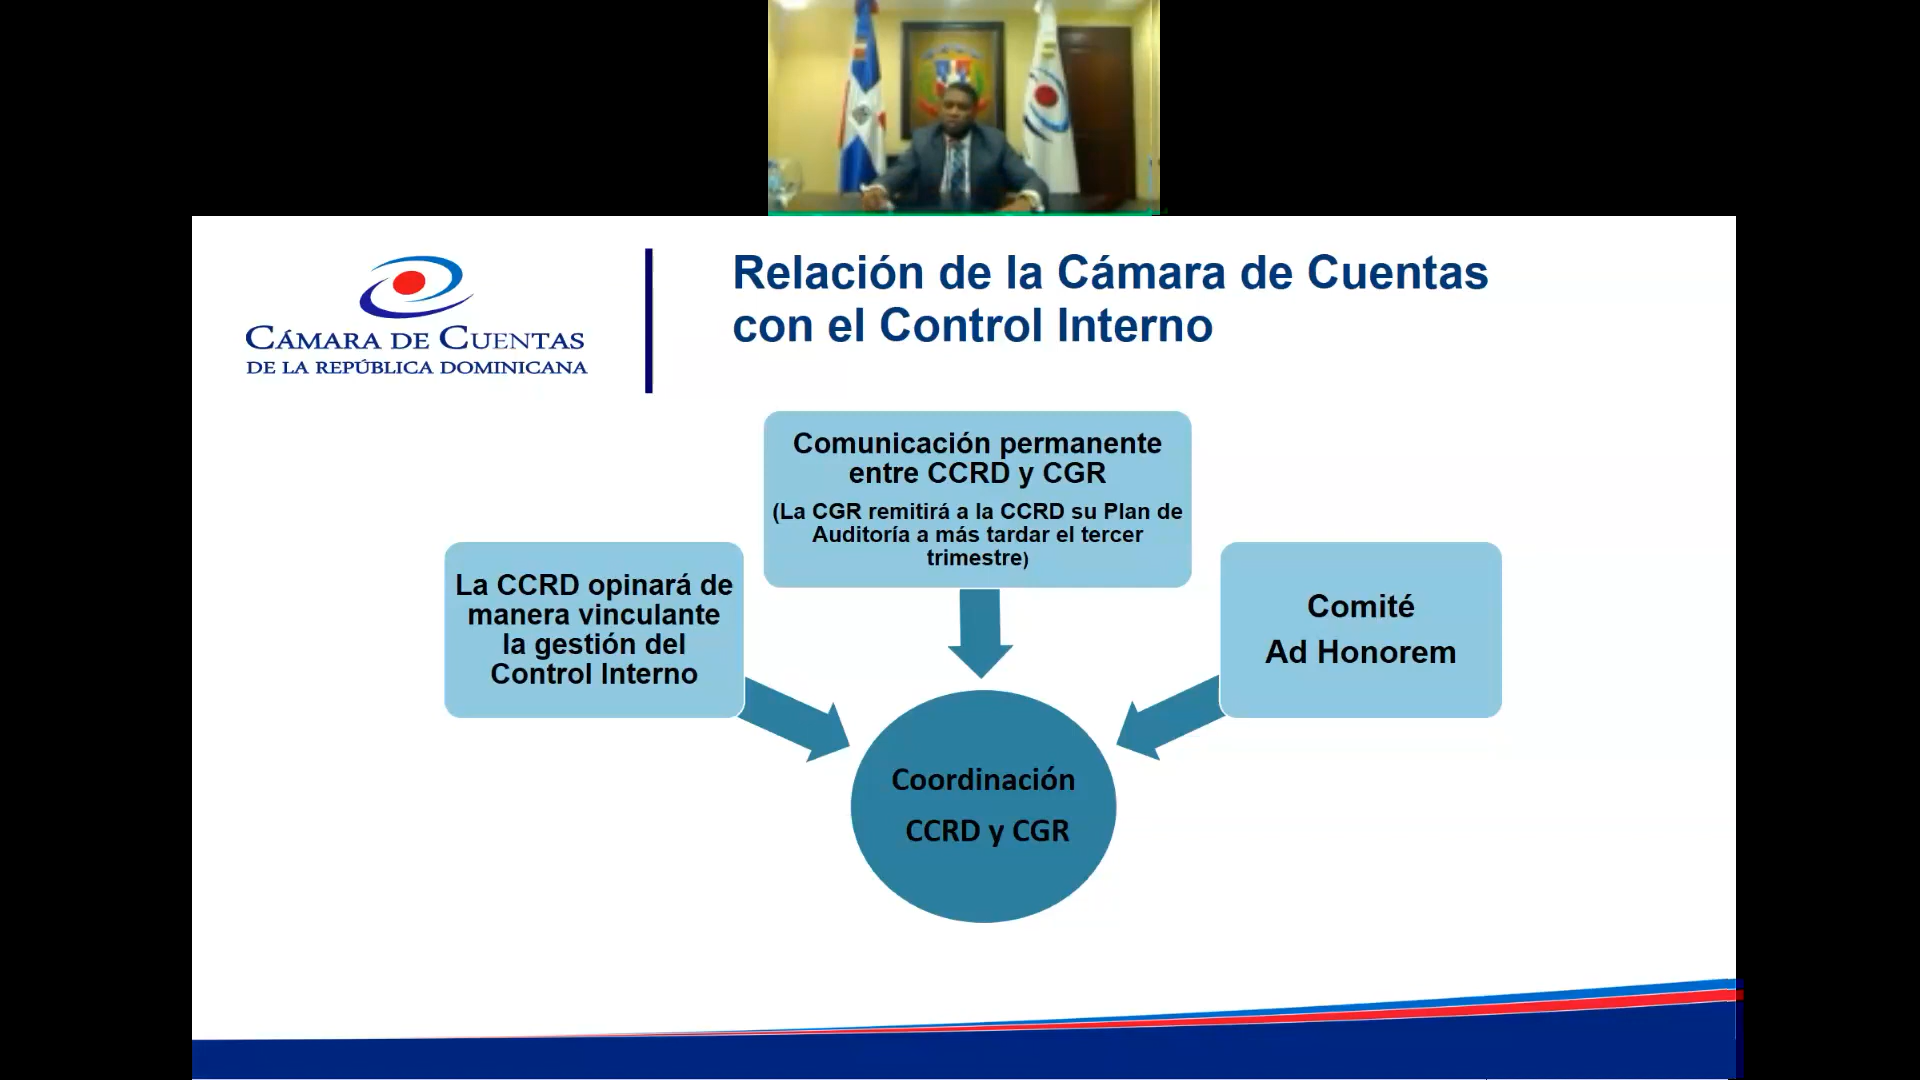 CÁMARA DE CUENTAS
DE LA REPÚBLICA DOMINICANA
Relación de la Cámara de Cuentas
con el Control Interno
Comunicación permanente
entre CCRD y CGR
(La CGR remitirá a la CCRD su Plan de
Auditoría a más tardar el tercer
trimestre)
La CCRD opinará de
manera vinculante
la gestión del
Control Interno
Comité
Ad Honorem
Coordinación
CCRD y CGR